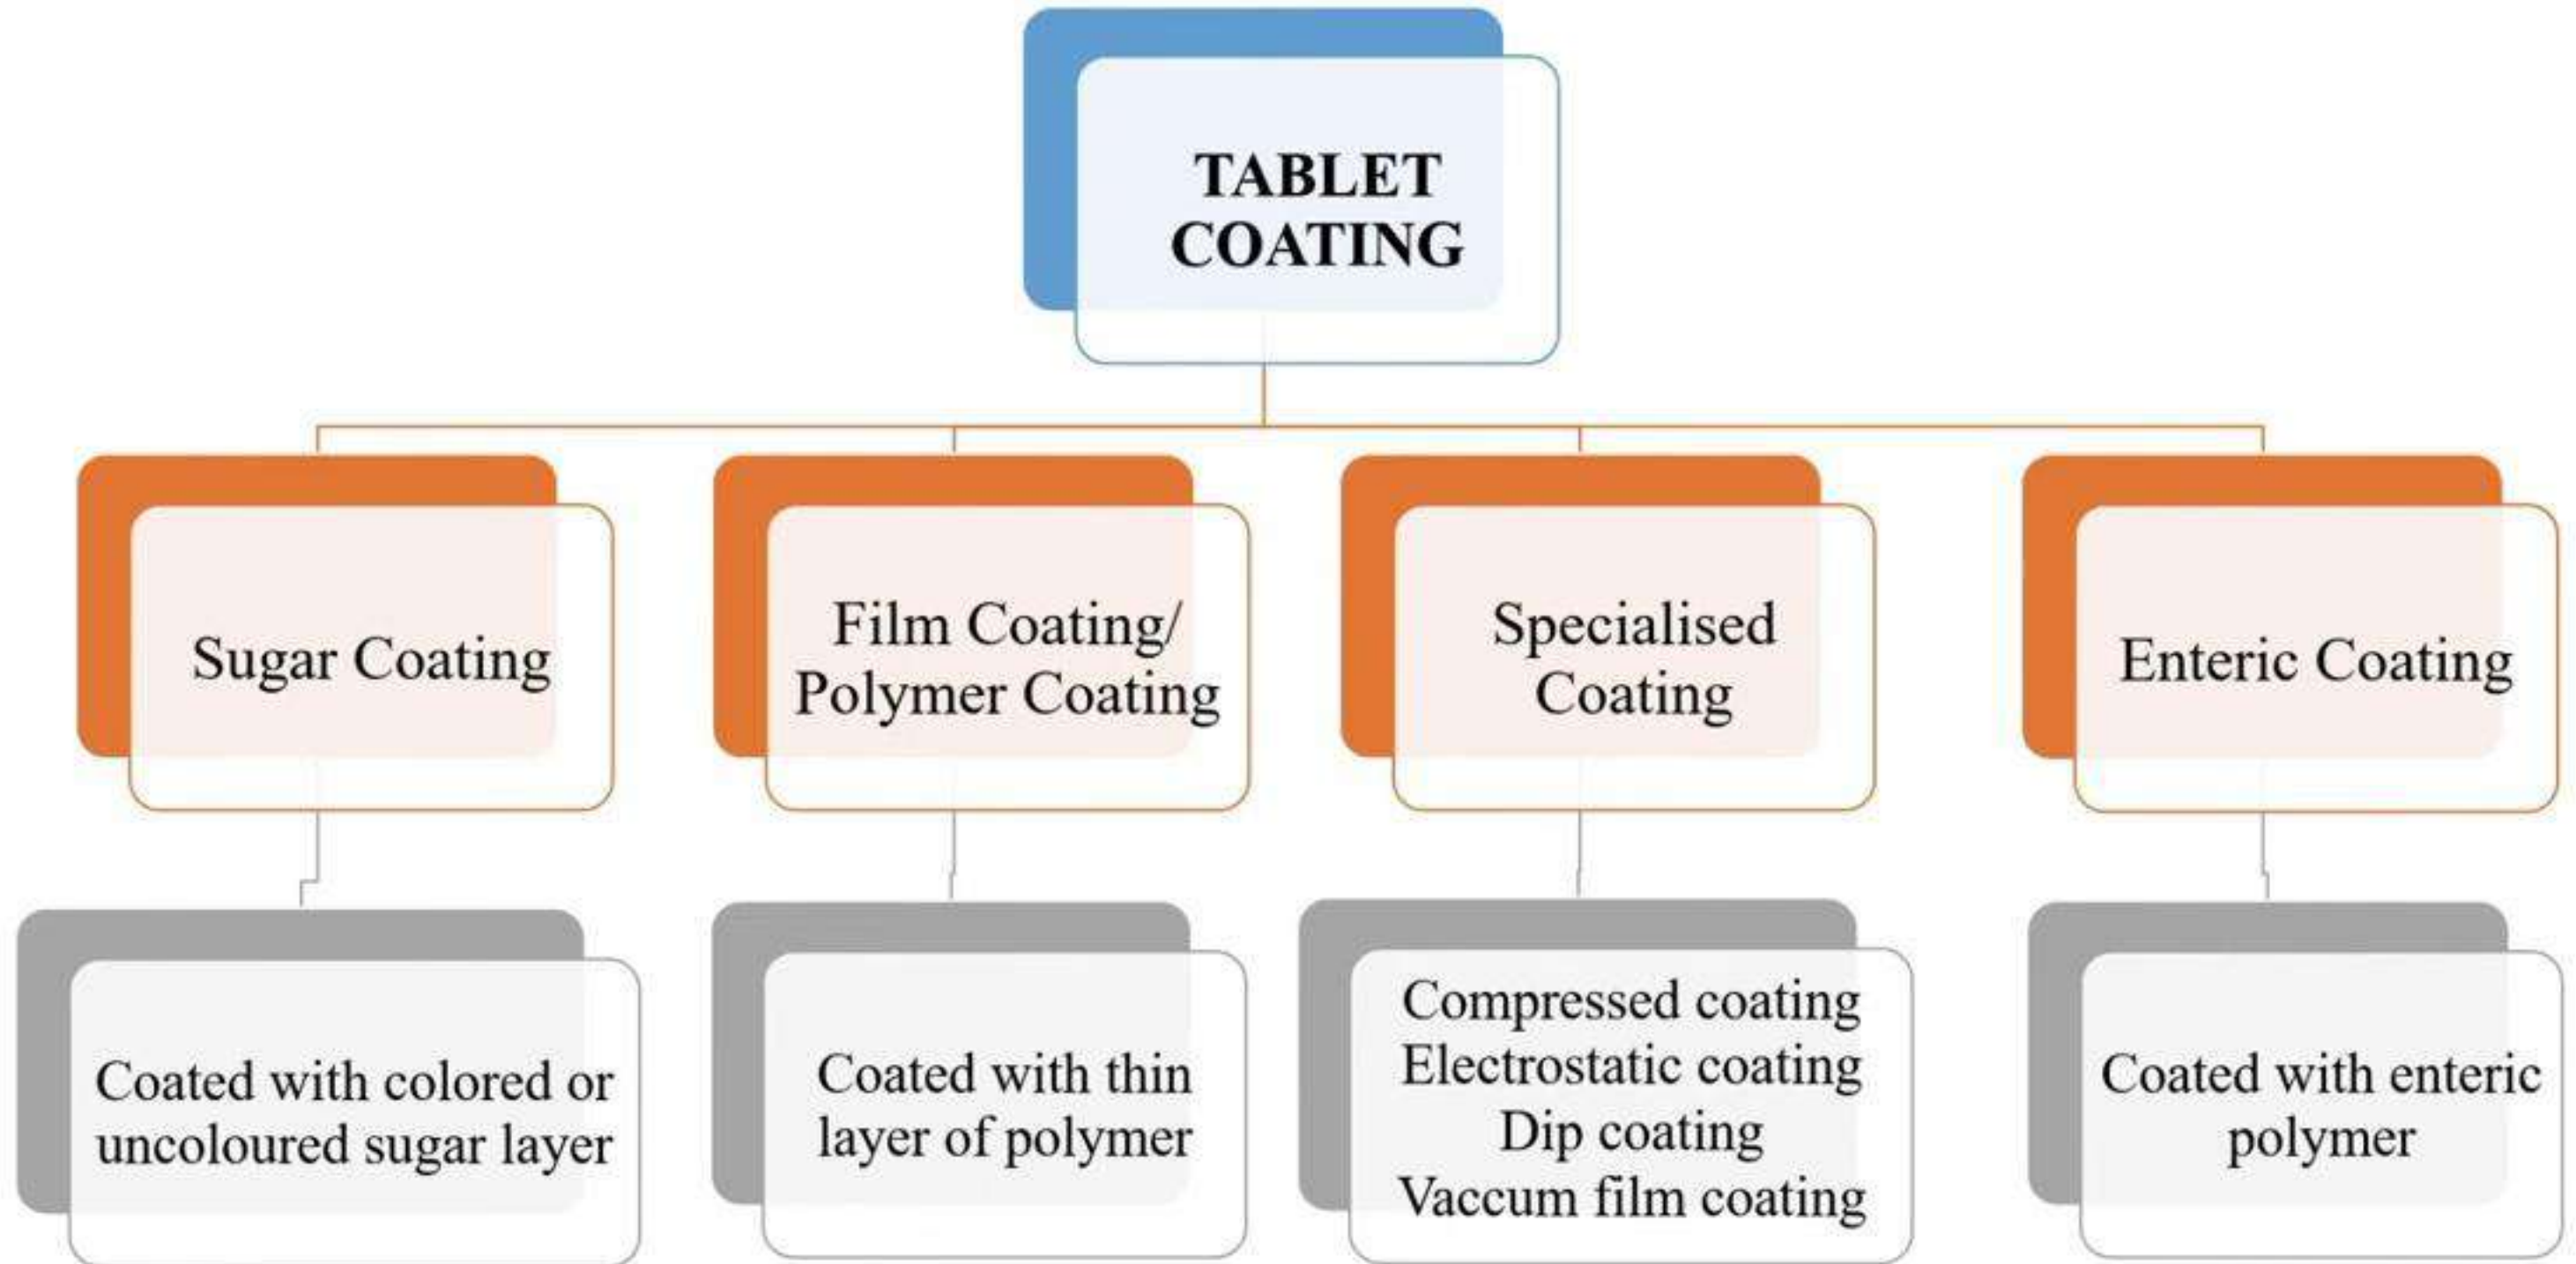 TABLET
COATING
Sugar Coating
Film Coating/
Polymer Coating
Specialised
Coating
Enteric Coating
Coated with colored or
uncoloured sugar layer
Coated with thin
layer of polymer
Compressed coating
Electrostatic coating
Dip coating
Vaccum film coating
Coated with enteric
polymer